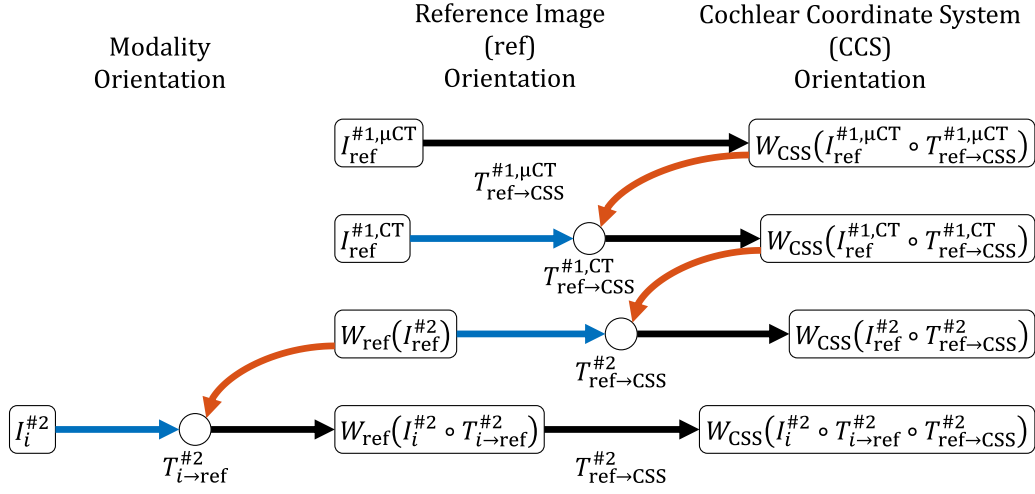 Modality
Orientation
Reference Image
(ref)
Orientation
Cochlear Coordinate System
(CCS)
Orientation
I_ref^#1,μCT
T_ref→CSS^#1,μCT
W_CSS(I_ref^#1,μCT ∘ T_ref→CSS^#1,μCT)
I_ref^#1,CT
T_ref→CSS^#1,CT
W_CSS(I_ref^#1,CT ∘ T_ref→CSS^#1,CT)
W_ref(I_ref^#2)
T_ref→CSS^#2
W_CSS(I_ref^#2 ∘ T_ref→CSS^#2)
I_i^#2
T_i→ref^#2
W_ref(I_i^#2 ∘ T_i→ref^#2)
T_ref→CSS^#2
W_CSS(I_i^#2 ∘ T_i→ref^#2 ∘ T_ref→CSS^#2)